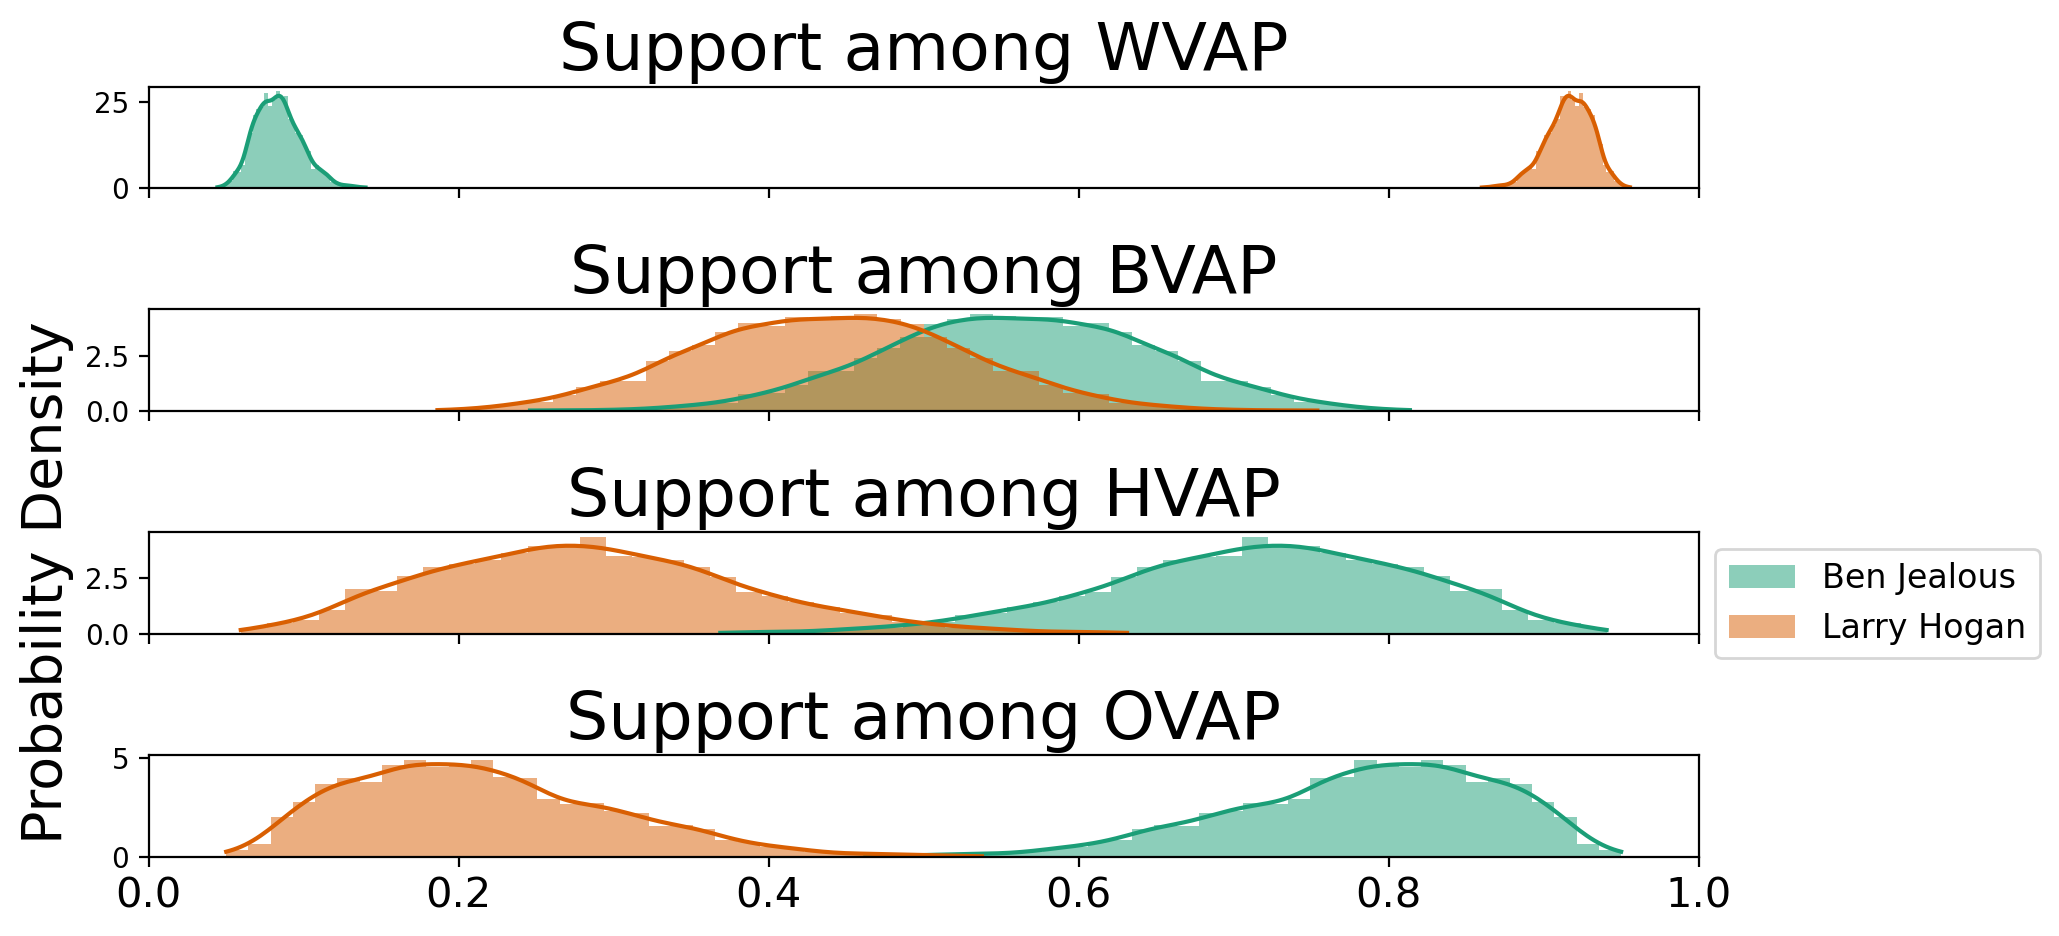 Support among WVAP
25
0
Support among BVAP
2.5
0.0
Support among HVAP
2.5
0.0
Support among OVAP
5
0
0.0 0.2 0.4 0.6 0.8 1.0
Probability Density
Ben Jealous
Larry Hogan